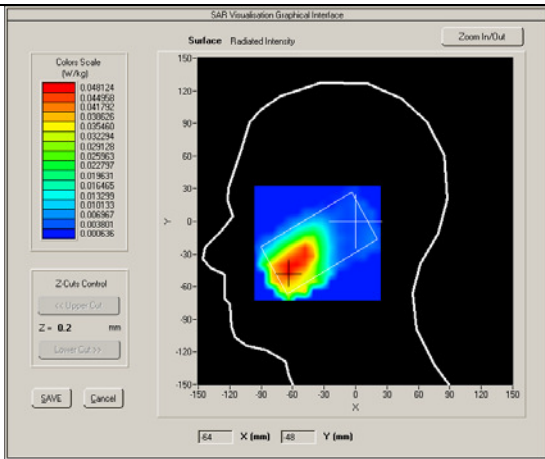 SAR Visualisation Graphical Interface
Surface Radiated Intensity
Zoom In/Out
Colors Scale
(W/kg)
0.048124
0.044958
0.041792
0.038626
0.035460
0.032294
0.029128
0.025963
0.022797
0.019631
0.016465
0.013299
0.010133
0.006967
0.003801
0.000636
Z-Cuts Control
<< Upper Cut
Z = 0.2 mm
Lower Cut >>
SAVE Cancel
150-
120-
90-
60-
30-
Y 0-
-30-
-60-
-90-
-120-
-150-
-150 -120 -90 -60 -30 0 30 60 90 120 150
X
-64 X (mm) -48 Y (mm)